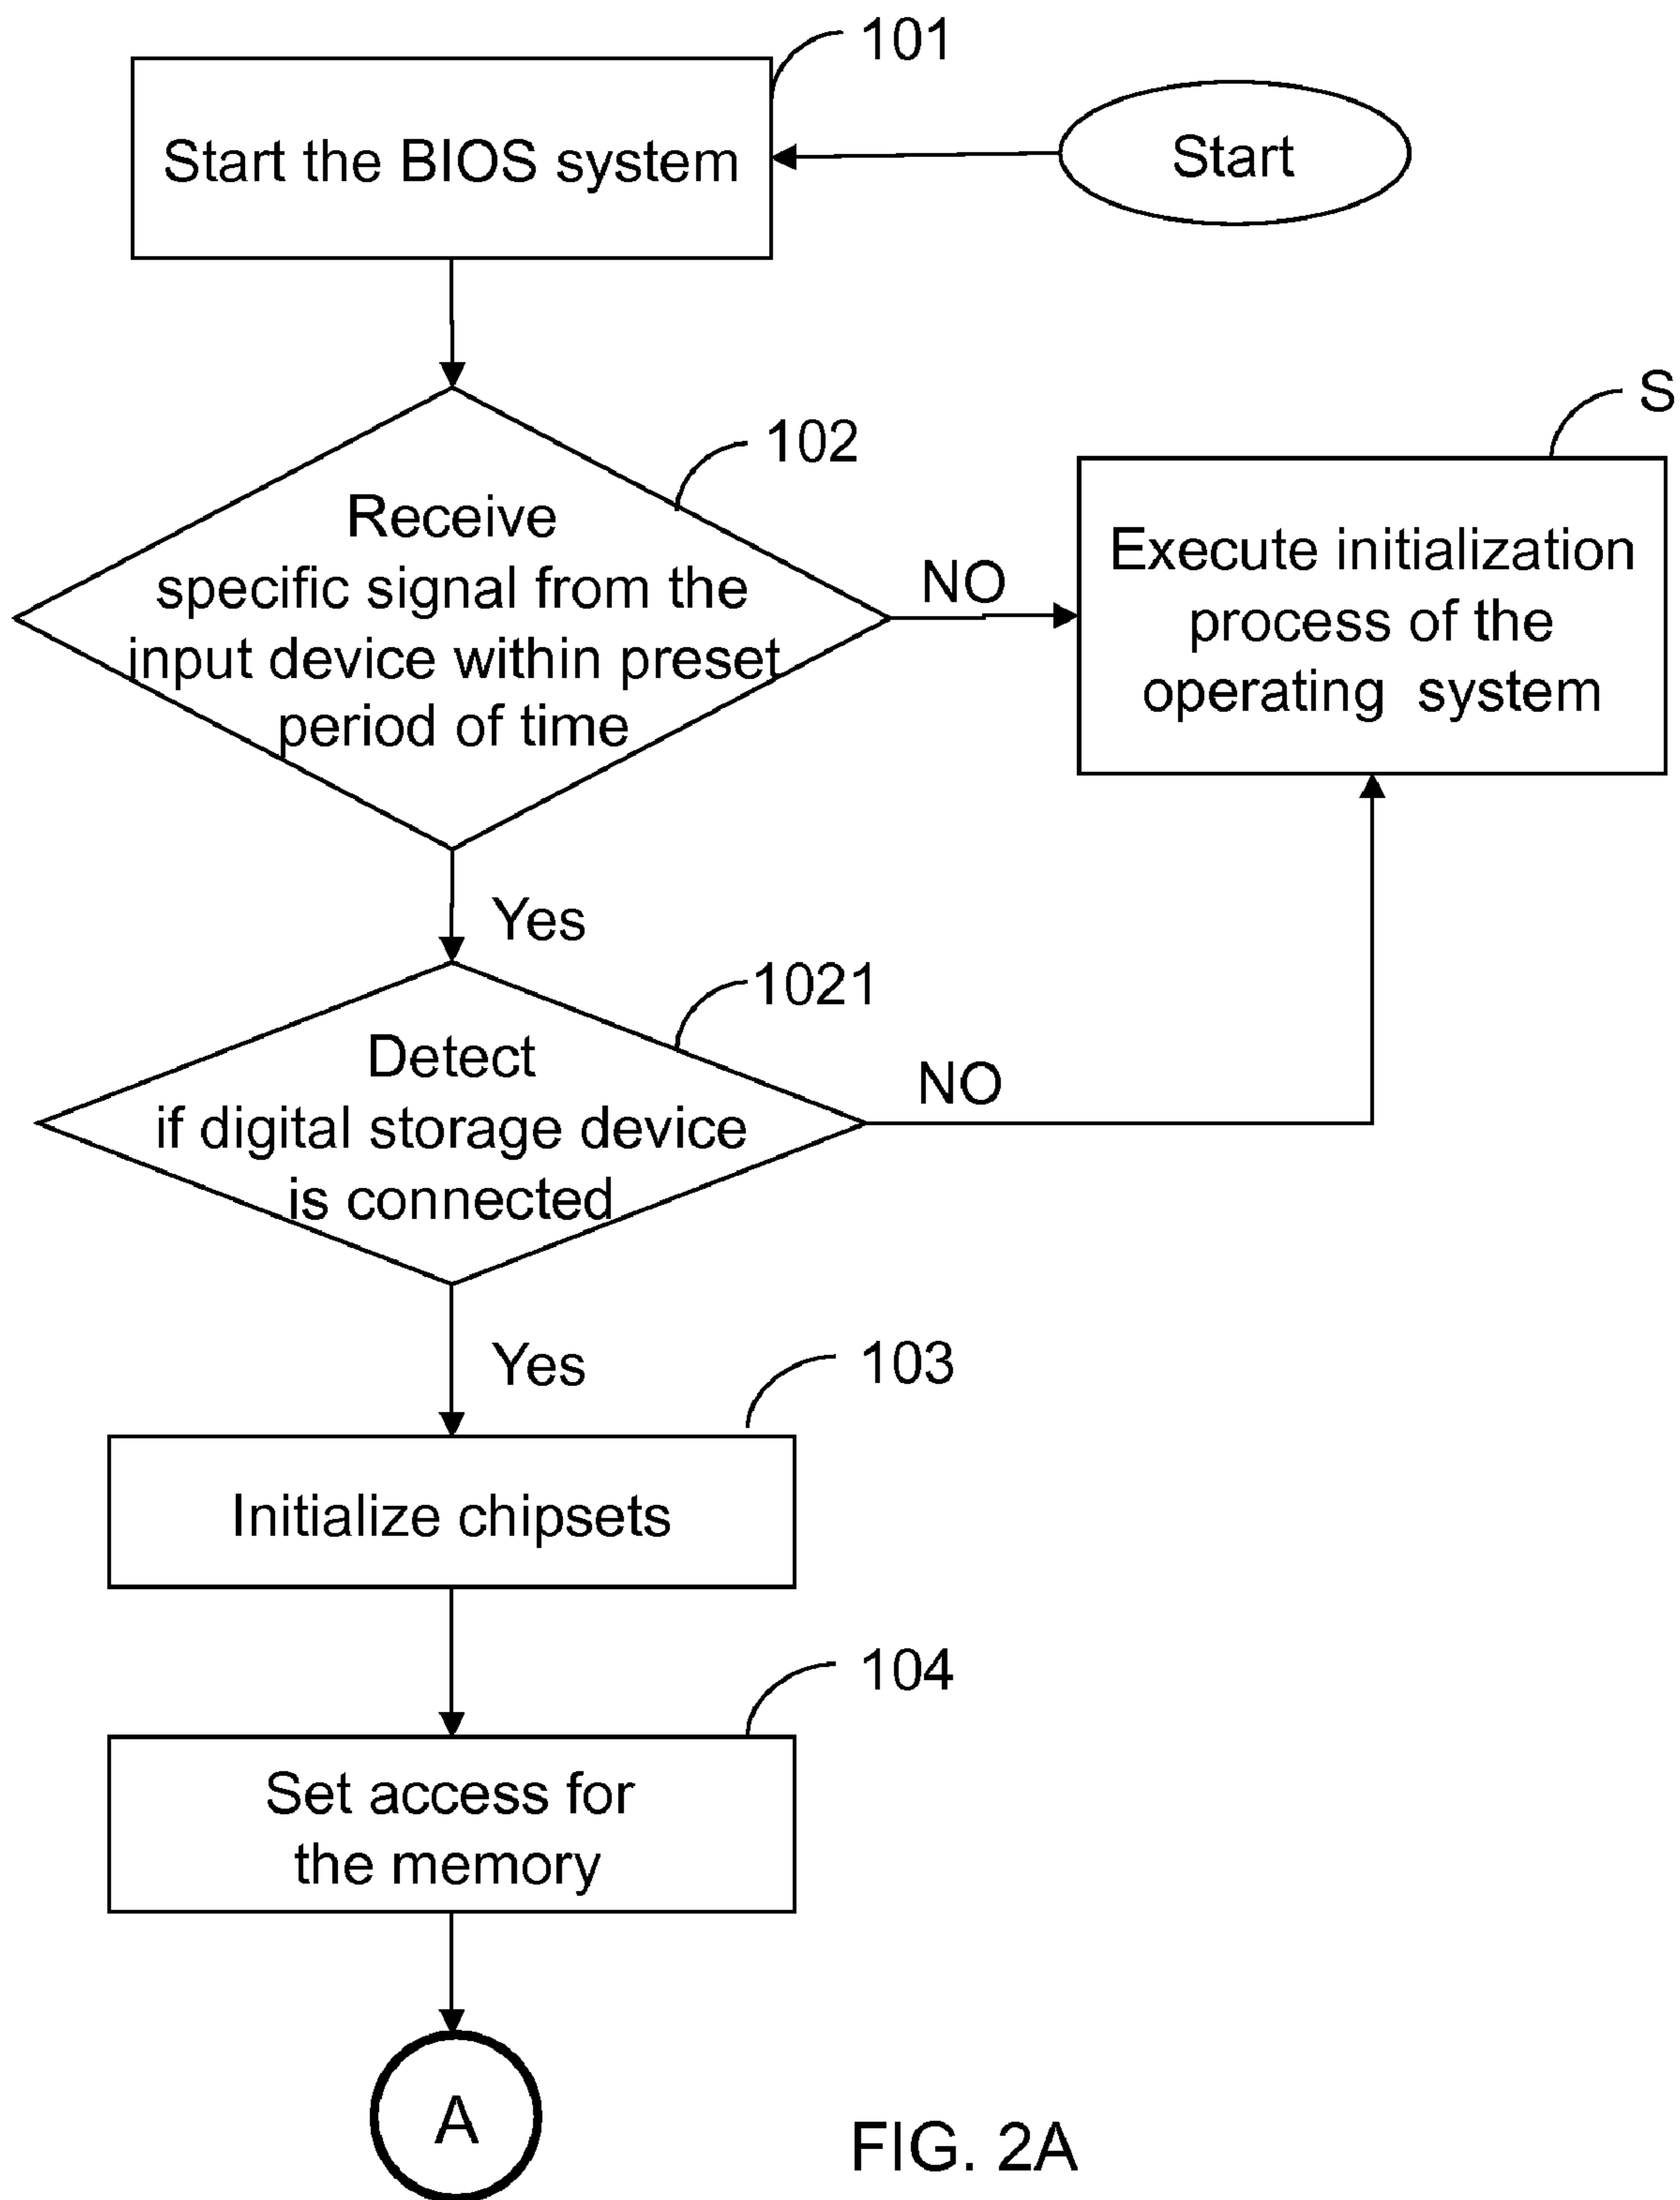 101
Start the BIOS system
Start
102
Receive
specific signal from the
input device within preset
period of time
NO
S
Execute initialization
process of the
operating system
Yes
1021
Detect
if digital storage device
is connected
NO
Yes
103
Initialize chipsets
104
Set access for
the memory
A
FIG. 2A